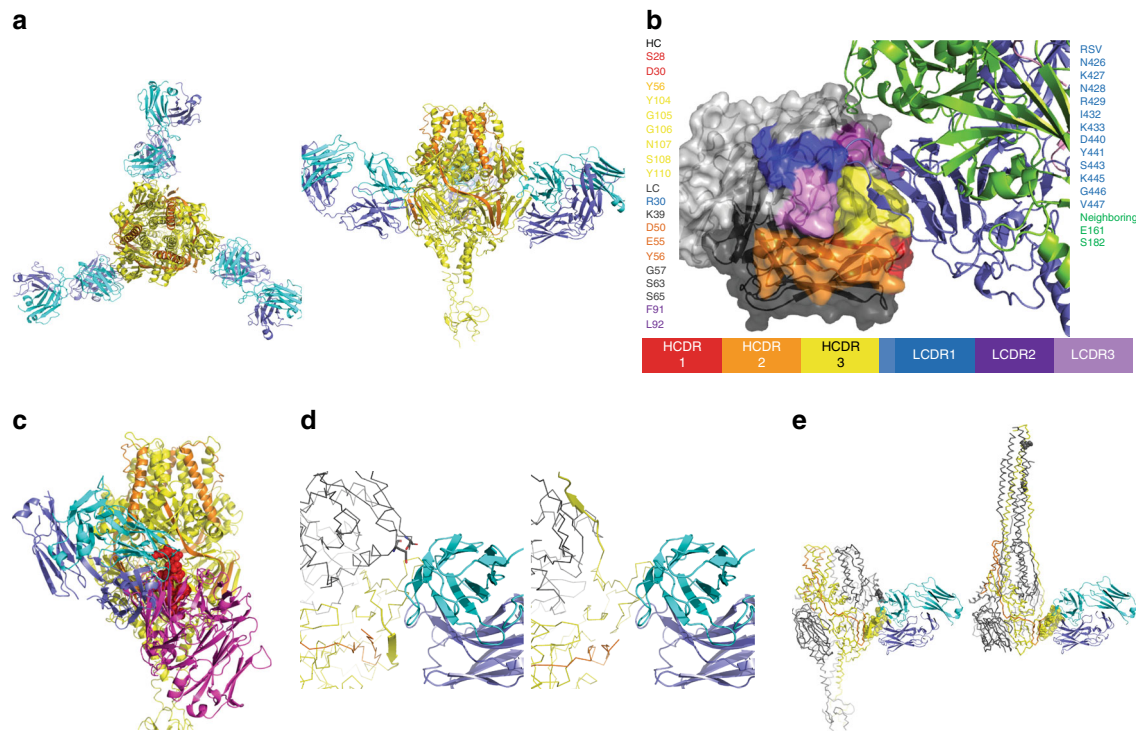 a
b
HC
S28
D30
Y56
Y104
G105
G106
N107
S108
Y110
LC
R30
K39
D50
E55
Y56
G57
S63
S65
F91
L92
RSV
N426
K427
N428
R429
I432
K433
D440
Y441
S443
K445
G446
V447
Neighboring
E161
S182
HCDR
1
HCDR
2
HCDR
3
LCDR1
LCDR2
LCDR3
c
d
e